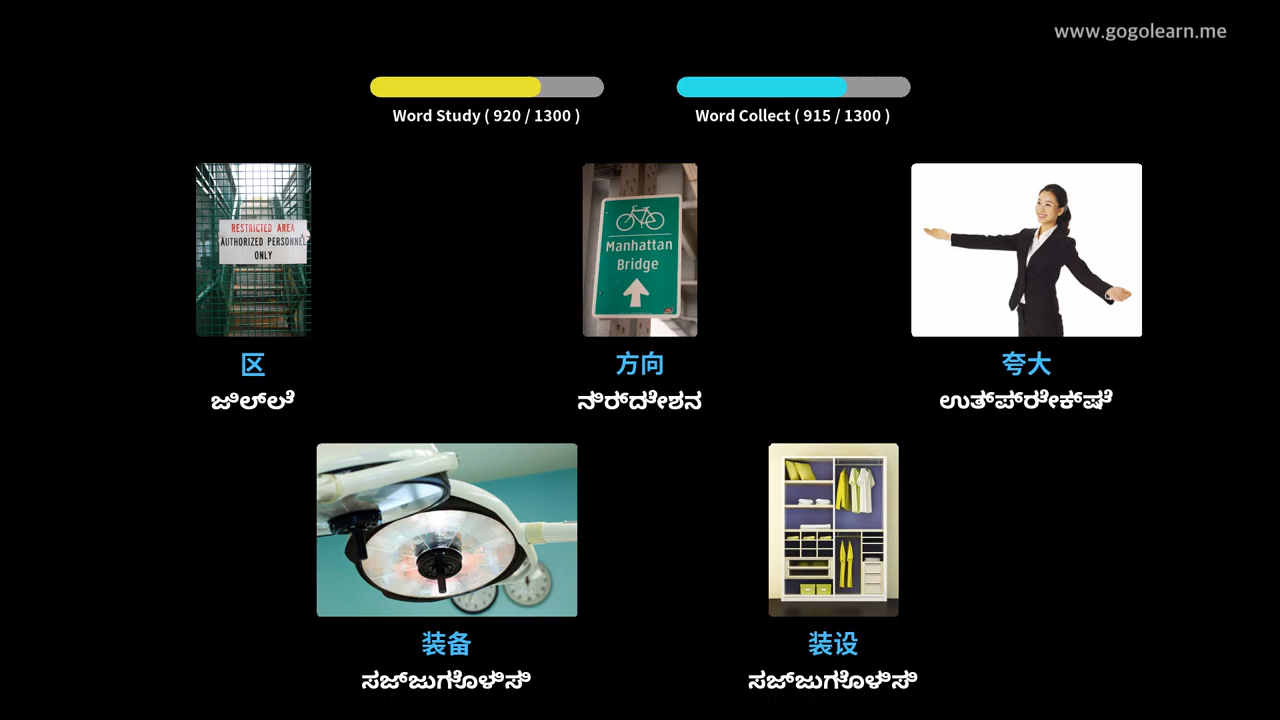 www.gogolearn.me
Word Study ( 920 / 1300 )
Word Collect ( 915 / 1300 )
RESTRICTED AREA
AUTHORIZED PERSONNEL
ONLY
Manhattan
Bridge
区
方向
夸大
ಜಿಲ್ಲೆ
ನಿರ್ದೇಶನ
ಉತ್ಪ್ರೇಕ್ಷೆ
装备
装设
ಸಜ್ಜುಗೊಳಿಸಿ
ಸಜ್ಜುಗೊಳಿಸಿ